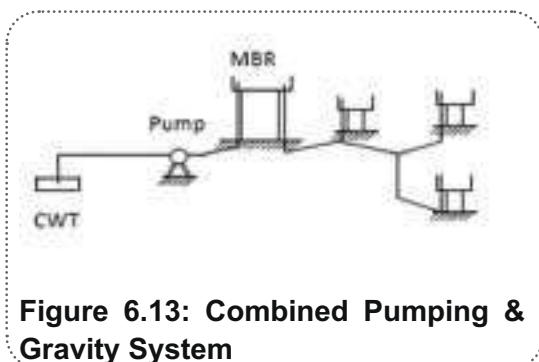 MBR
Pump
CWT
Figure 6.13: Combined Pumping &
Gravity System